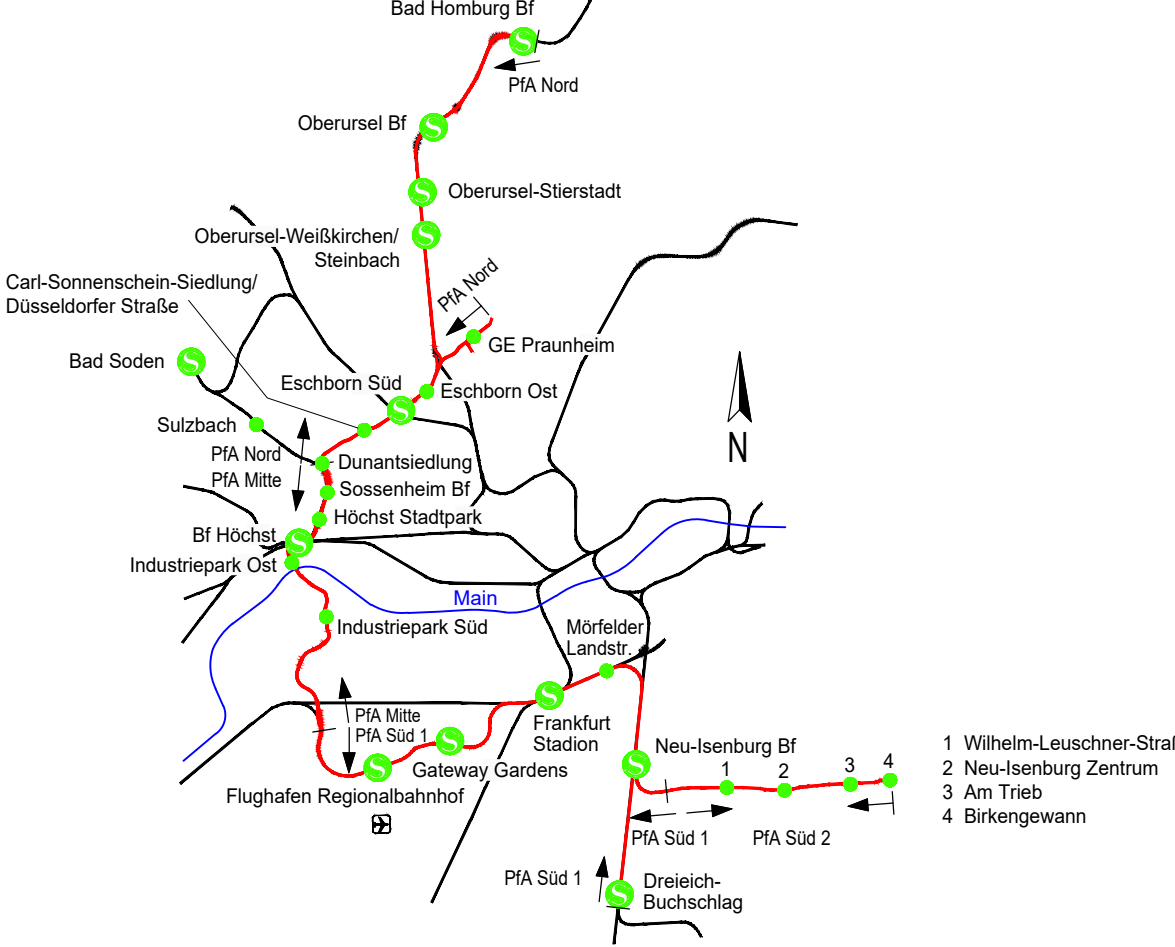 Bad Homburg Bf
PfA Nord
Oberursel Bf
Oberursel-Stierstadt
Oberursel-Weißkirchen/
Steinbach
Carl-Sonnenschein-Siedlung/
Düsseldorfer Straße
PfA Nord
GE Praunheim
Bad Soden
Eschborn Süd
Eschborn Ost
Sulzbach
N
PfA Nord
PfA Mitte
Dunantsiedlung
Sossenheim Bf
Höchst Stadtpark
Bf Höchst
Industriepark Ost
Main
Industriepark Süd
Mörfelder
Landstr.
PfA Mitte
PfA Süd 1
Frankfurt
Stadion
Gateway Gardens
Flughafen Regionalbahnhof
Neu-Isenburg Bf
1
2
3
4
1 Wilhelm-Leuschner-Straß
2 Neu-Isenburg Zentrum
3 Am Trieb
4 Birkengewann
PfA Süd 1
PfA Süd 2
PfA Süd 1
Dreieich-
Buchschlag